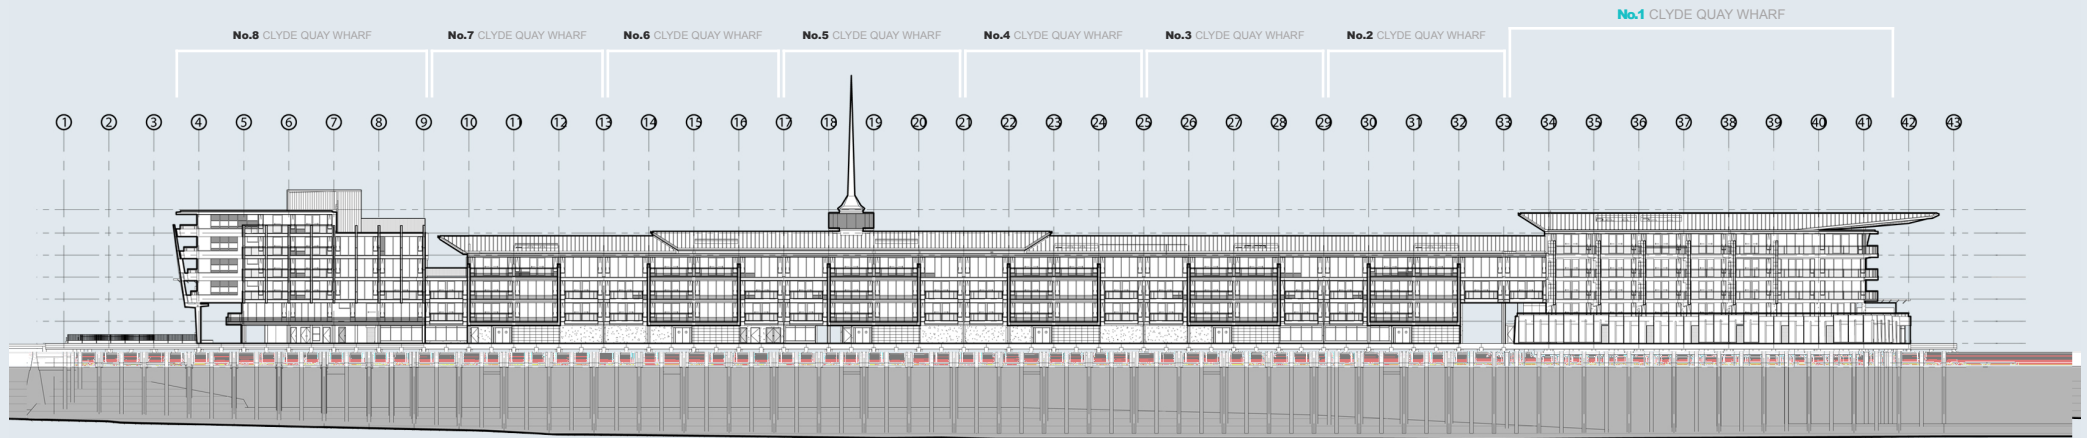 No.1 CLYDE QUAY WHARF
No.8 CLYDE QUAY WHARF No.7 CLYDE QUAY WHARF No.6 CLYDE QUAY WHARF No.5 CLYDE QUAY WHARF No.4 CLYDE QUAY WHARF No.3 CLYDE QUAY WHARF No.2 CLYDE QUAY WHARF
1 2 3 4 5 6 7 8 9 10 11 12 13 14 15 16 17 18 19 20 21 22 23 24 25 26 27 28 29 30 31 32 33 34 35 36 37 38 39 40 41 42 43